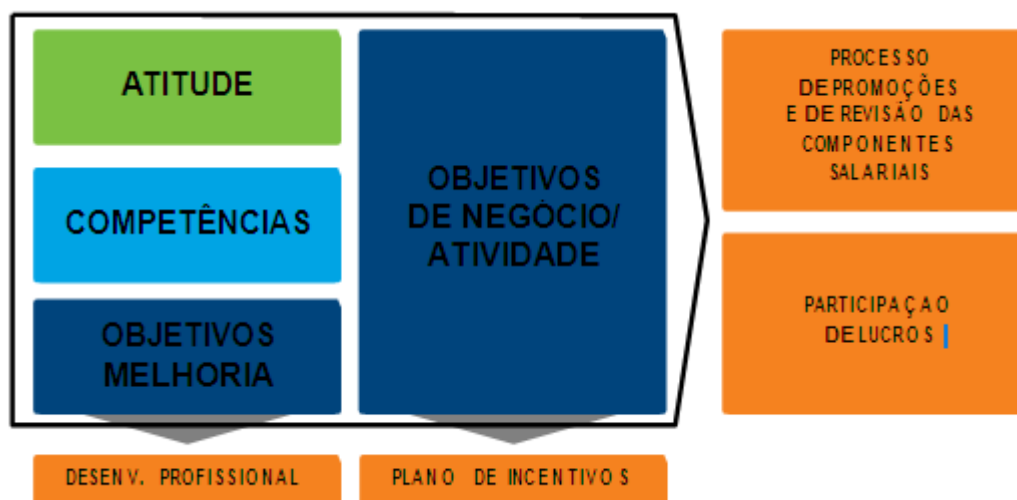 ATITUDE
COMPETÊNCIAS
OBJETIVOS
MELHORIA
OBJETIVOS
DE NEGÓCIO/
ATIVIDADE
PROCESSO
DE PROMOÇÕES
E DE REVISÃO DAS
COMPONENTES
SALARIAIS
PARTICIPAÇAO
DE LUCROS
DESENV. PROFISSIONAL
PLANO DE INCENTIVOS